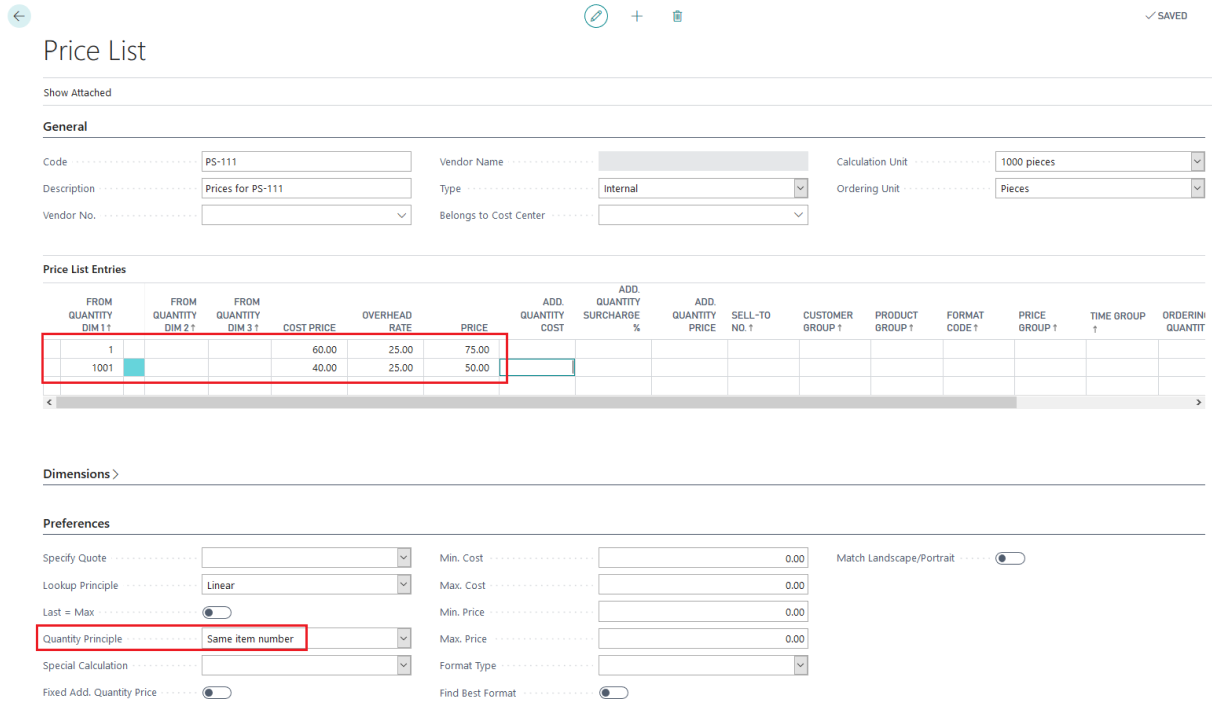 SAVED
Price List
Show Attached
General
Code PS-111 Vendor Name Calculation Unit 1000 pieces
Description Prices for PS-111 Type Internal Ordering Unit Pieces
Vendor No. Belongs to Cost Center
Price List Entries
FROM QUANTITY DIM 1↑ FROM QUANTITY DIM 2↑ FROM QUANTITY DIM 3↑ COST PRICE OVERHEAD RATE PRICE ADD. QUANTITY COST ADD. QUANTITY SURCHARGE % ADD. QUANTITY PRICE SELL-TO NO.↑ CUSTOMER GROUP↑ PRODUCT GROUP↑ FORMAT CODE↑ PRICE GROUP↑ TIME GROUP ↑ ORDERIN QUANTIT
1 60.00 25.00 75.00
1001 40.00 25.00 50.00
Dimensions
Preferences
Specify Quote Min. Cost 0.00 Match Landscape/Portrait
Lookup Principle Linear Max. Cost 0.00
Last = Max Min. Price 0.00
Quantity Principle Same item number Max. Price 0.00
Special Calculation Format Type
Fixed Add. Quantity Price Find Best Format